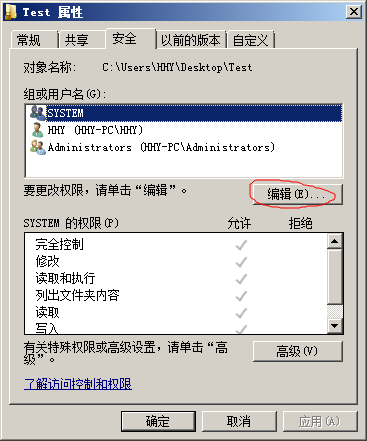 Test 属性
常规 共享 安全 以前的版本 自定义
对象名称: C:\Users\HHY\Desktop\Test
组或用户名(G):
SYSTEM
HHY (HHY-PC\HHY)
Administrators (HHY-PC\Administrators)
要更改权限,请单击“编辑”。 编辑(E)...
SYSTEM 的权限(P) 允许 拒绝
完全控制
修改
读取和执行
列出文件夹内容
读取
写入
有关特殊权限或高级设置,请单击“高级”。
高级(V)
了解访问控制和权限
确定 取消 应用(A)